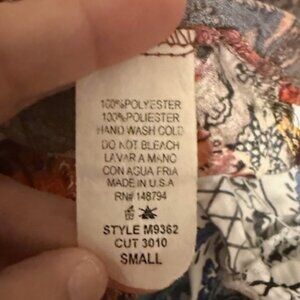 100%POLYESTER
100%POLIESTER
HAND WASH COLD
DO NOT BLEACH
LAVAR A MANO
CON AGUA FRIA
MADE IN U.S.A
RN# 148794
STYLE M9362
CUT 3010
SMALL